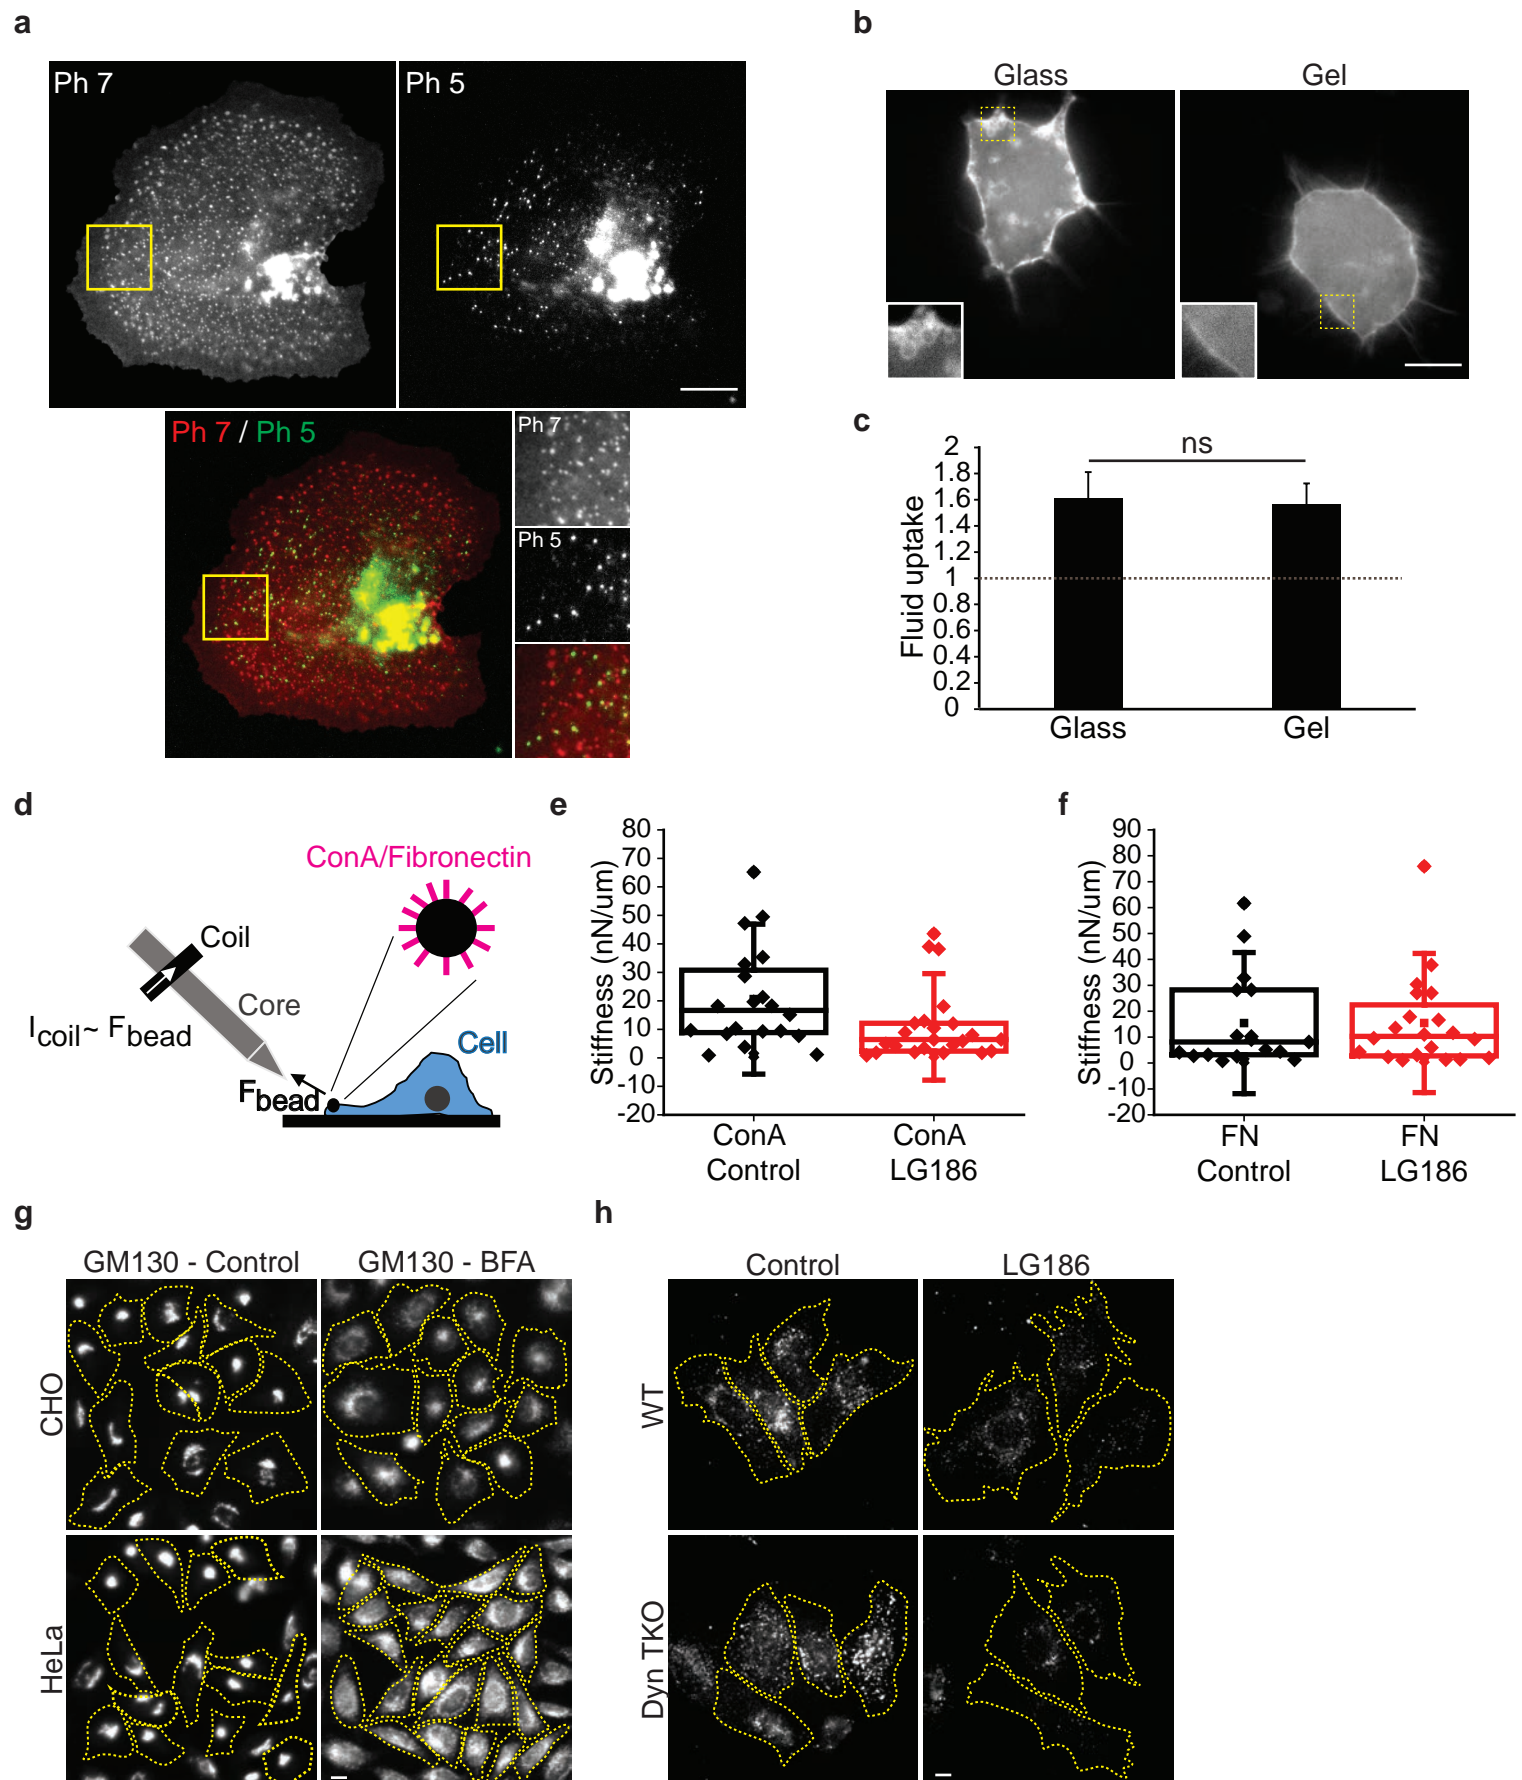 a
Ph 7
Ph 5
Ph 7 / Ph 5
Ph 7
Ph 5
b
Glass
Gel
c
ns
Fluid uptake
2
1.8
1.6
1.4
1.2
1
0.8
0.6
0.4
0.2
0
Glass
Gel
d
ConA/Fibronectin
Coil
Core
Icoil~ Fbead
Cell
Fbead
e
Stiffness (nN/um)
80
70
60
50
40
30
20
10
0
-10
-20
ConA
Control
ConA
LG186
f
Stiffness (nN/um)
90
80
70
60
50
40
30
20
10
0
-10
-20
FN
Control
FN
LG186
g
GM130 - Control
GM130 - BFA
CHO
HeLa
h
Control
LG186
WT
Dyn TKO